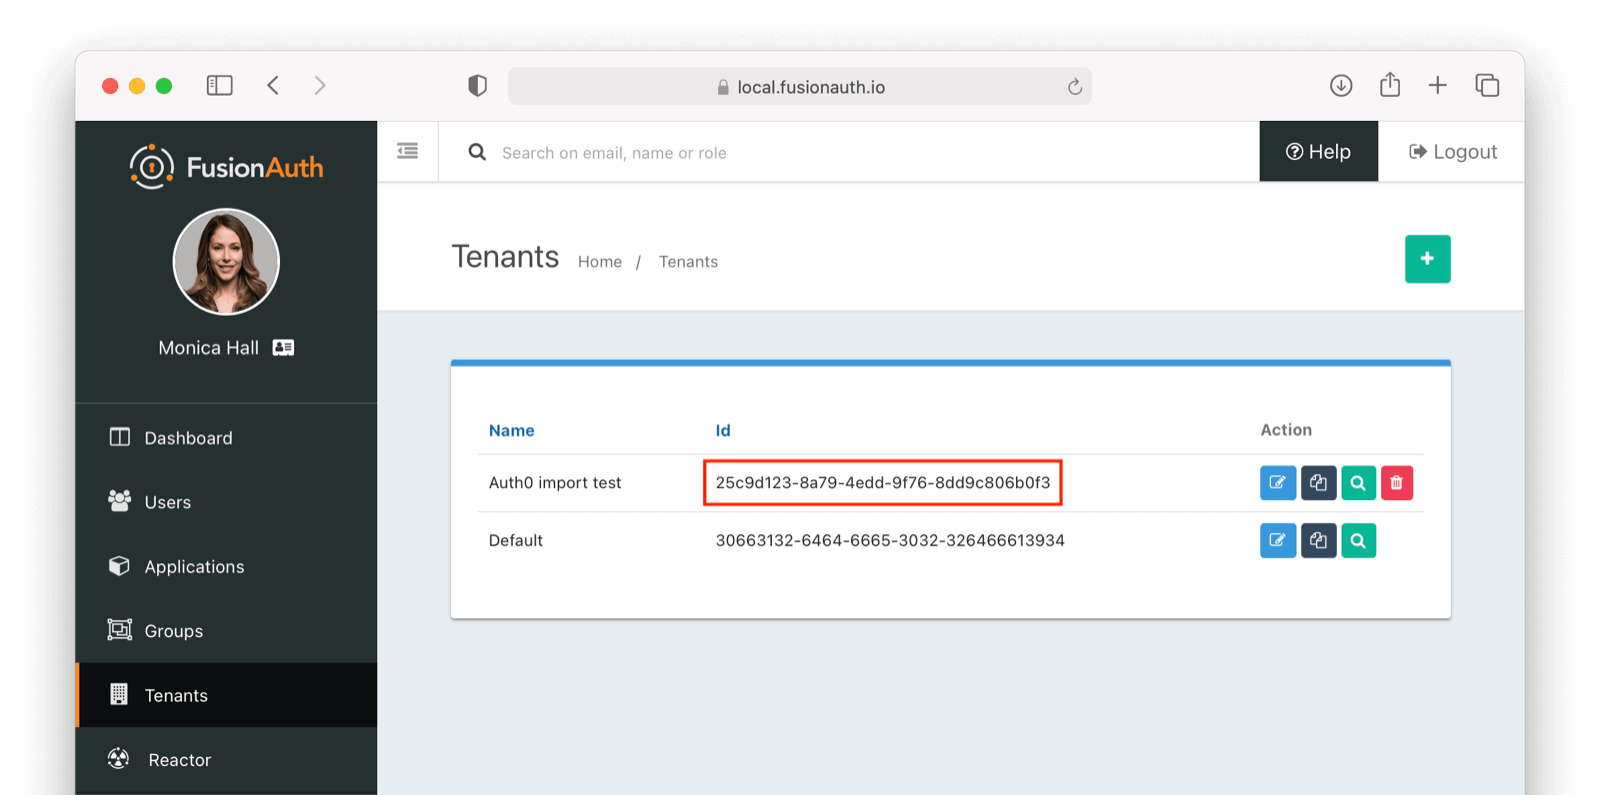 local.fusionauth.io
FusionAuth
Search on email, name or role
Help
Logout
Monica Hall
Tenants
Home / Tenants
Dashboard
Users
Applications
Groups
Tenants
Reactor
Name Id Action
Auth0 import test 25c9d123-8a79-4edd-9f76-8dd9c806b0f3
Default 30663132-6464-6665-3032-326466613934